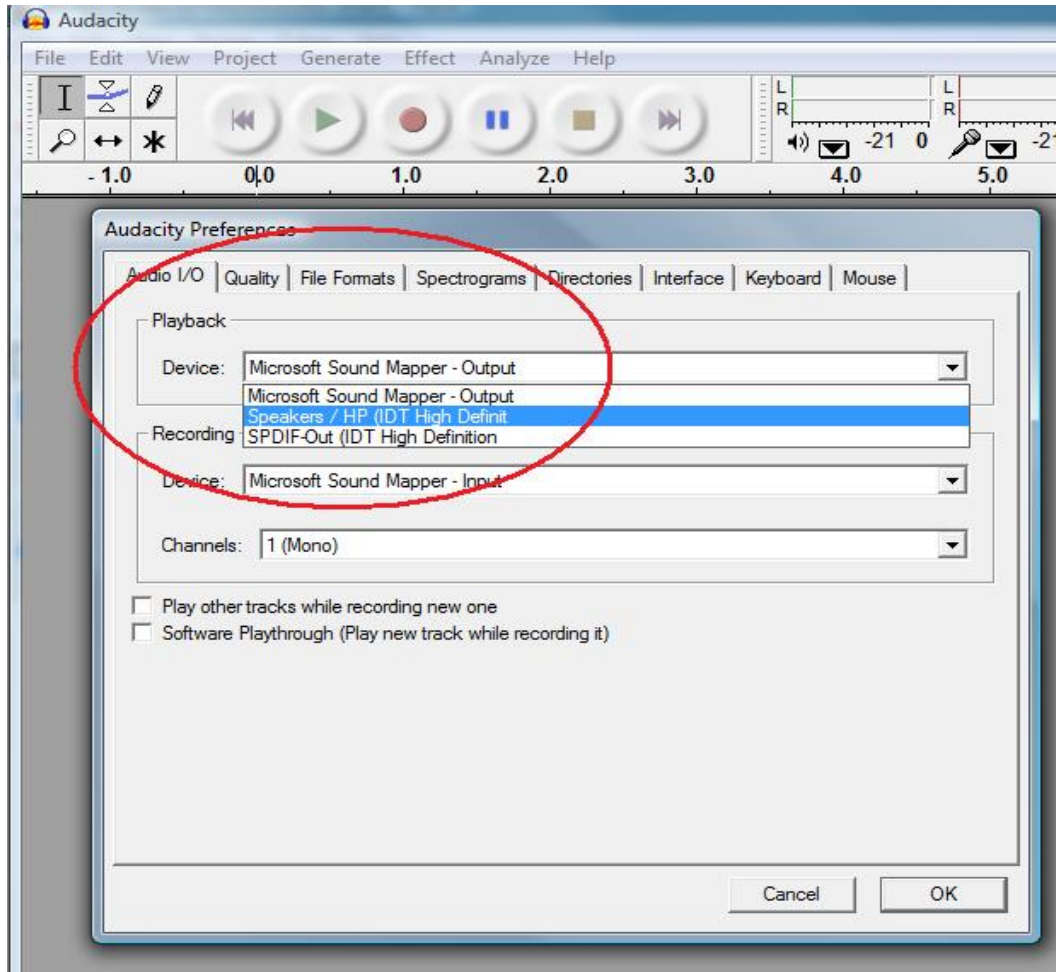 Audacity
File Edit View Project Generate Effect Analyze Help
L L
R R
-21 0 -21
- 1.0 0.0 1.0 2.0 3.0 4.0 5.0
Audacity Preferences
Audio I/O Quality File Formats Spectrograms Directories Interface Keyboard Mouse
Playback
Device: Microsoft Sound Mapper - Output
Microsoft Sound Mapper - Output
Speakers / HP (IDT High Definit
Recording SPDIF-Out (IDT High Definition
Device: Microsoft Sound Mapper - Input
Channels: 1 (Mono)
Play other tracks while recording new one
Software Playthrough (Play new track while recording it)
Cancel OK